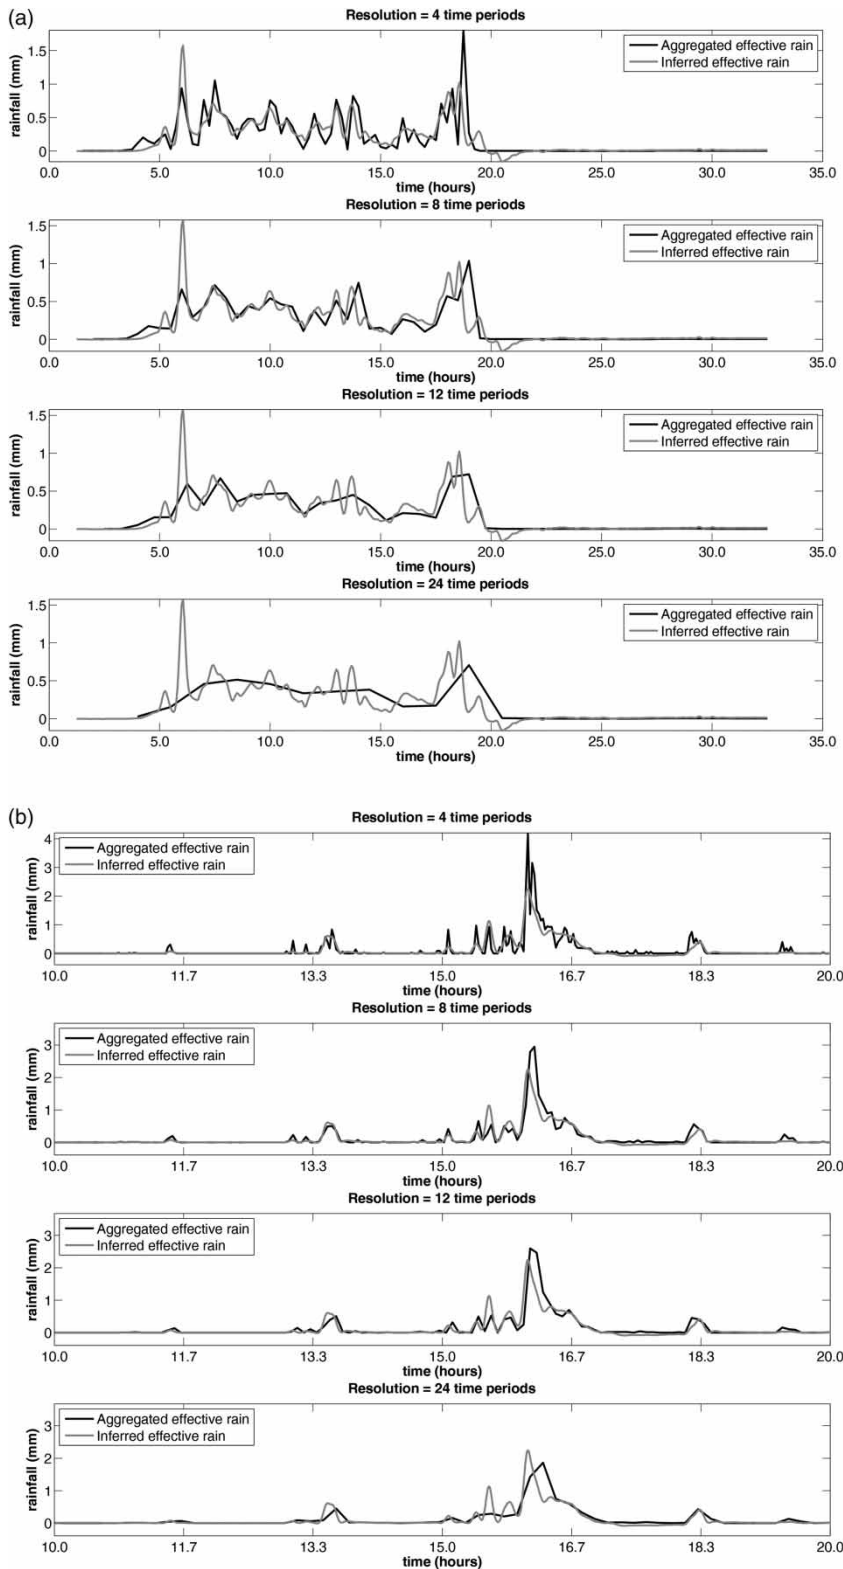 (a)
Resolution = 4 time periods
rainfall (mm)
1.5
1
0.5
0
Aggregated effective rain
Inferred effective rain
0.0 5.0 10.0 15.0 20.0 25.0 30.0 35.0
time (hours)
Resolution = 8 time periods
rainfall (mm)
1.5
1
0.5
0
Aggregated effective rain
Inferred effective rain
0.0 5.0 10.0 15.0 20.0 25.0 30.0 35.0
time (hours)
Resolution = 12 time periods
rainfall (mm)
1.5
1
0.5
0
Aggregated effective rain
Inferred effective rain
0.0 5.0 10.0 15.0 20.0 25.0 30.0 35.0
time (hours)
Resolution = 24 time periods
rainfall (mm)
1.5
1
0.5
0
Aggregated effective rain
Inferred effective rain
0.0 5.0 10.0 15.0 20.0 25.0 30.0 35.0
time (hours)
(b)
Resolution = 4 time periods
rainfall (mm)
4
3
2
1
0
Aggregated effective rain
Inferred effective rain
10.0 11.7 13.3 15.0 16.7 18.3 20.0
time (hours)
Resolution = 8 time periods
rainfall (mm)
3
2
1
0
Aggregated effective rain
Inferred effective rain
10.0 11.7 13.3 15.0 16.7 18.3 20.0
time (hours)
Resolution = 12 time periods
rainfall (mm)
3
2
1
0
Aggregated effective rain
Inferred effective rain
10.0 11.7 13.3 15.0 16.7 18.3 20.0
time (hours)
Resolution = 24 time periods
rainfall (mm)
3
2
1
0
Aggregated effective rain
Inferred effective rain
10.0 11.7 13.3 15.0 16.7 18.3 20.0
time (hours)